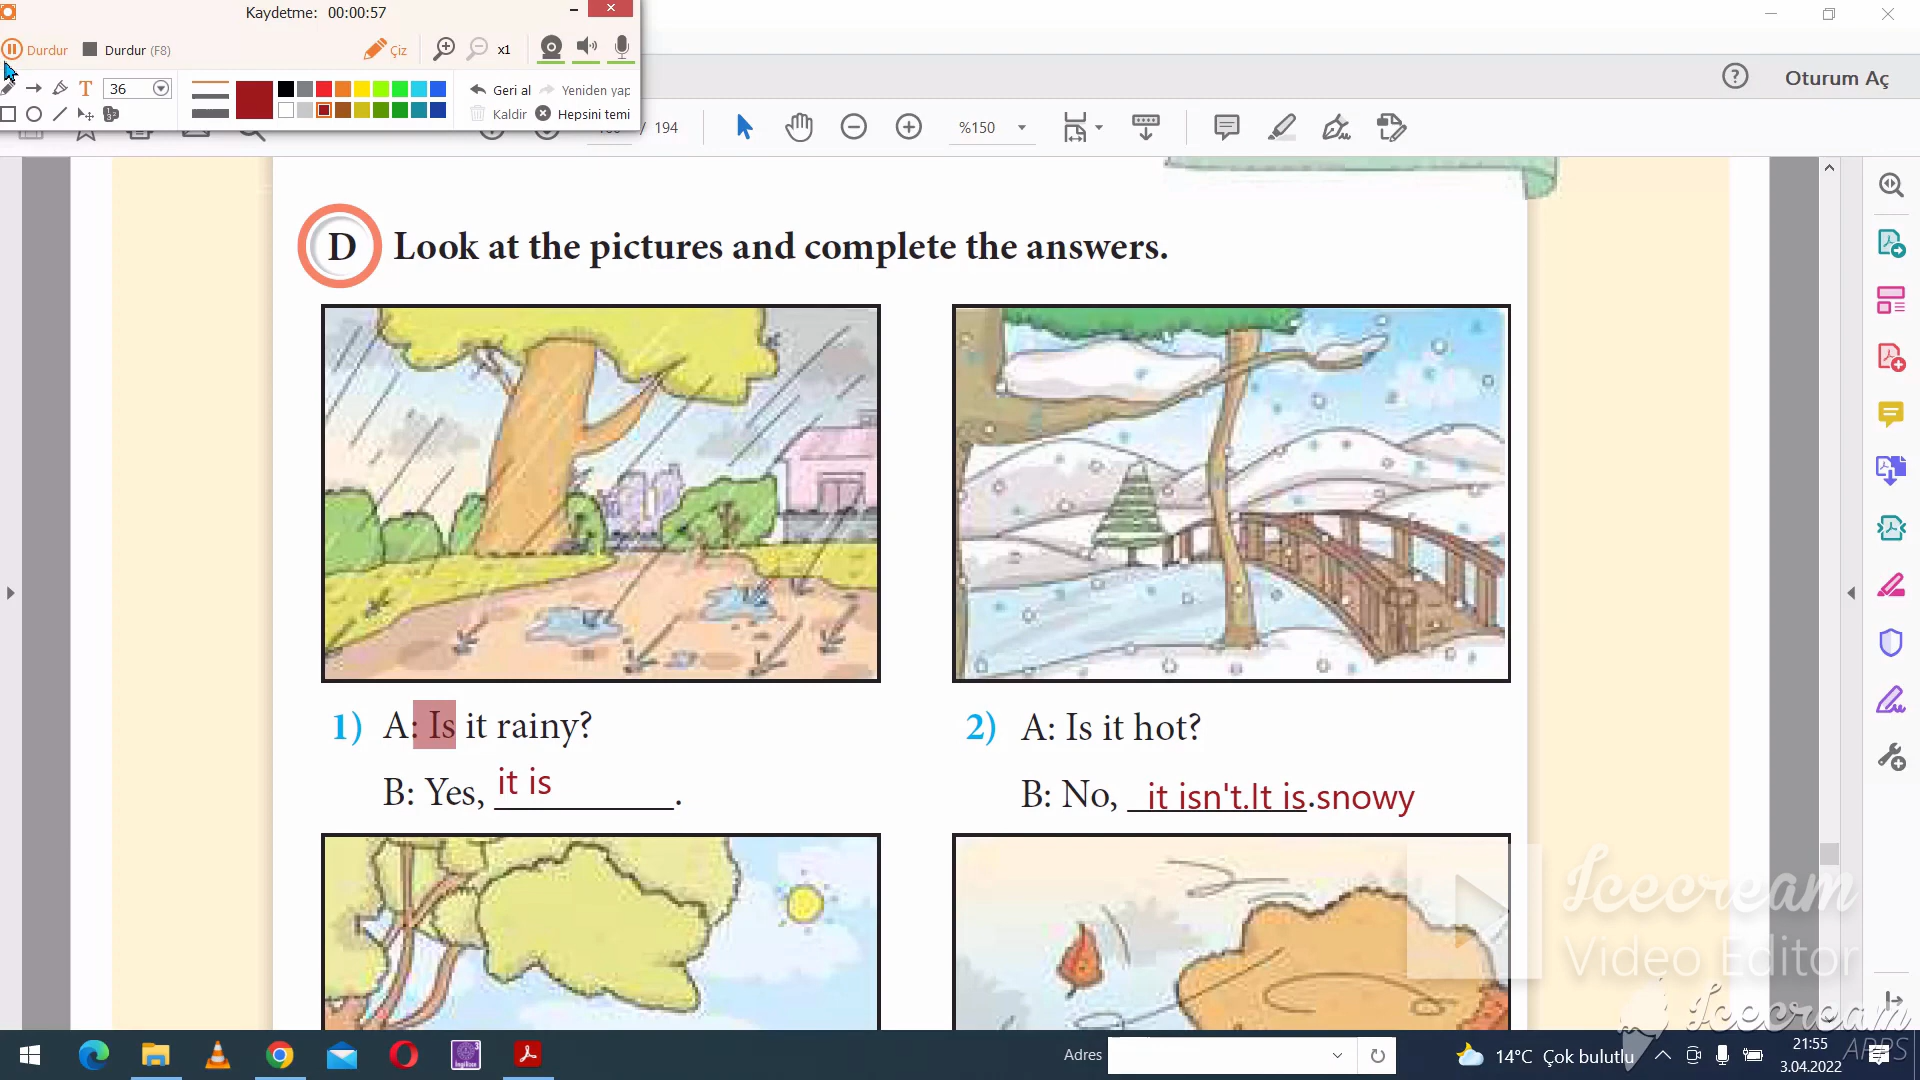 Kaydetme: 00:00:57
Durdur Durdur (F8) Çiz x1
T 36 Geri al Yeniden yap
Kaldir Hepsini temi
Oturum Aç
/ 194 %150
D Look at the pictures and complete the answers.
1) A: Is it rainy?
B: Yes, it is.
2) A: Is it hot?
B: No, it isn't.It is.snowy
Icecream
Video Editor
Icecream
APPS
Adres
14°C Çok bulutlu
21:55
3.04.2022